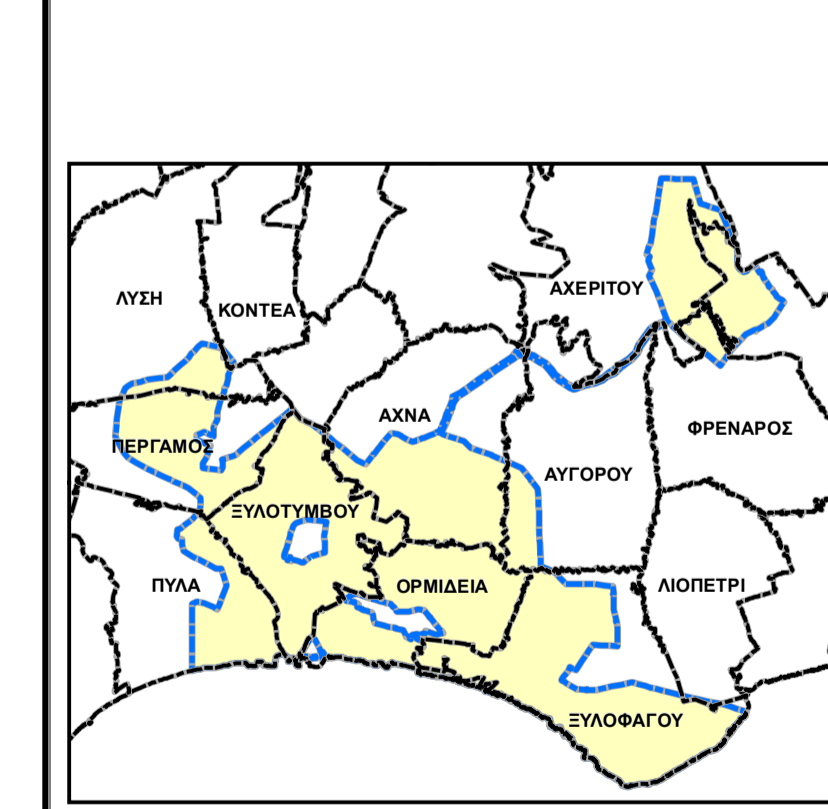 ΑΧΕΡΙΤΟΥ
ΛΥΣΗ
ΚΟΝΤΕΑ
ΑΧΝΑ
ΦΡΕΝΑΡΟΣ
ΠΕΡΓΑΜΟΣ
ΑΥΓΟΡΟΥ
ΞΥΛΟΤΥΜΒΟΥ
ΠΥΛΑ
ΟΡΜΙΔΕΙΑ
ΛΙΟΠΕΤΡΙ
ΞΥΛΟΦΑΓΟΥ